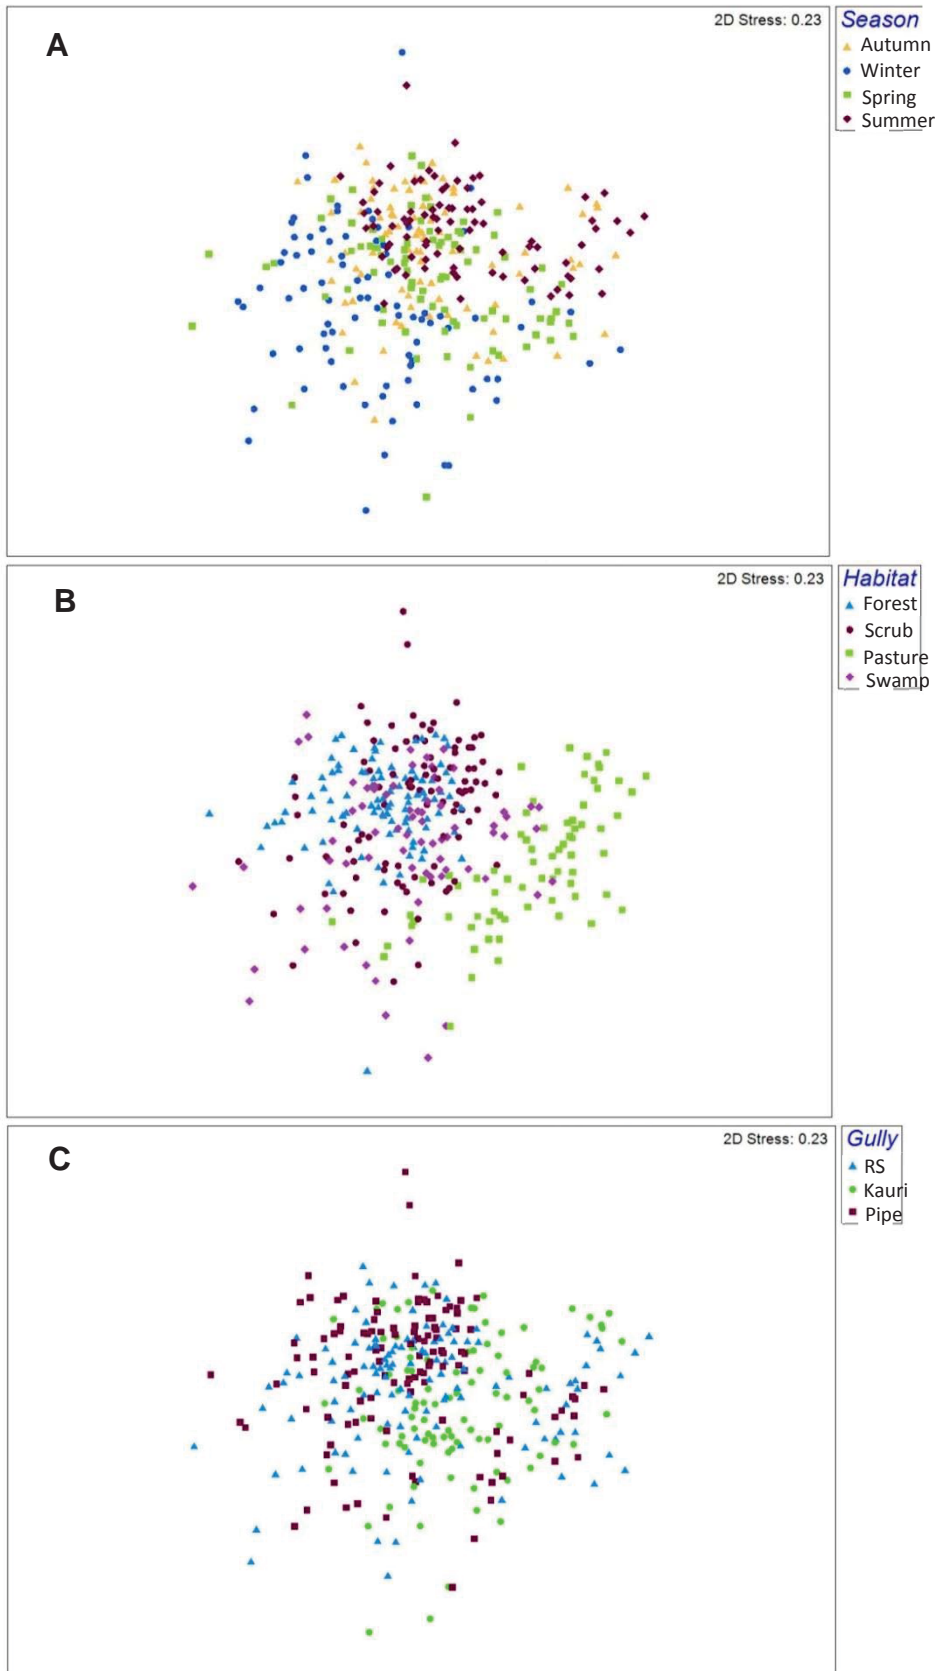 A
2D Stress: 0.23
Season
Autumn
Winter
Spring
Summer
B
2D Stress: 0.23
Habitat
Forest
Scrub
Pasture
Swamp
C
2D Stress: 0.23
Gully
RS
Kauri
Pipe